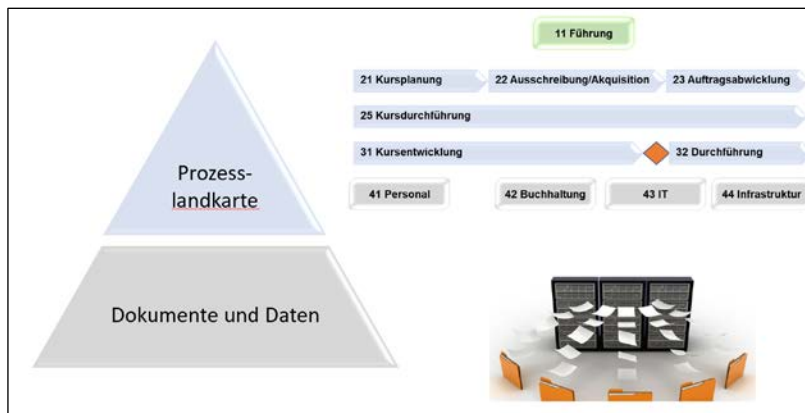 11 Führung
21 Kursplanung
22 Ausschreibung/Akquisition
23 Auftragsabwicklung
25 Kursdurchführung
31 Kursentwicklung
32 Durchführung
41 Personal
42 Buchhaltung
43 IT
44 Infrastruktur
Prozess-
landkarte
Dokumente und Daten